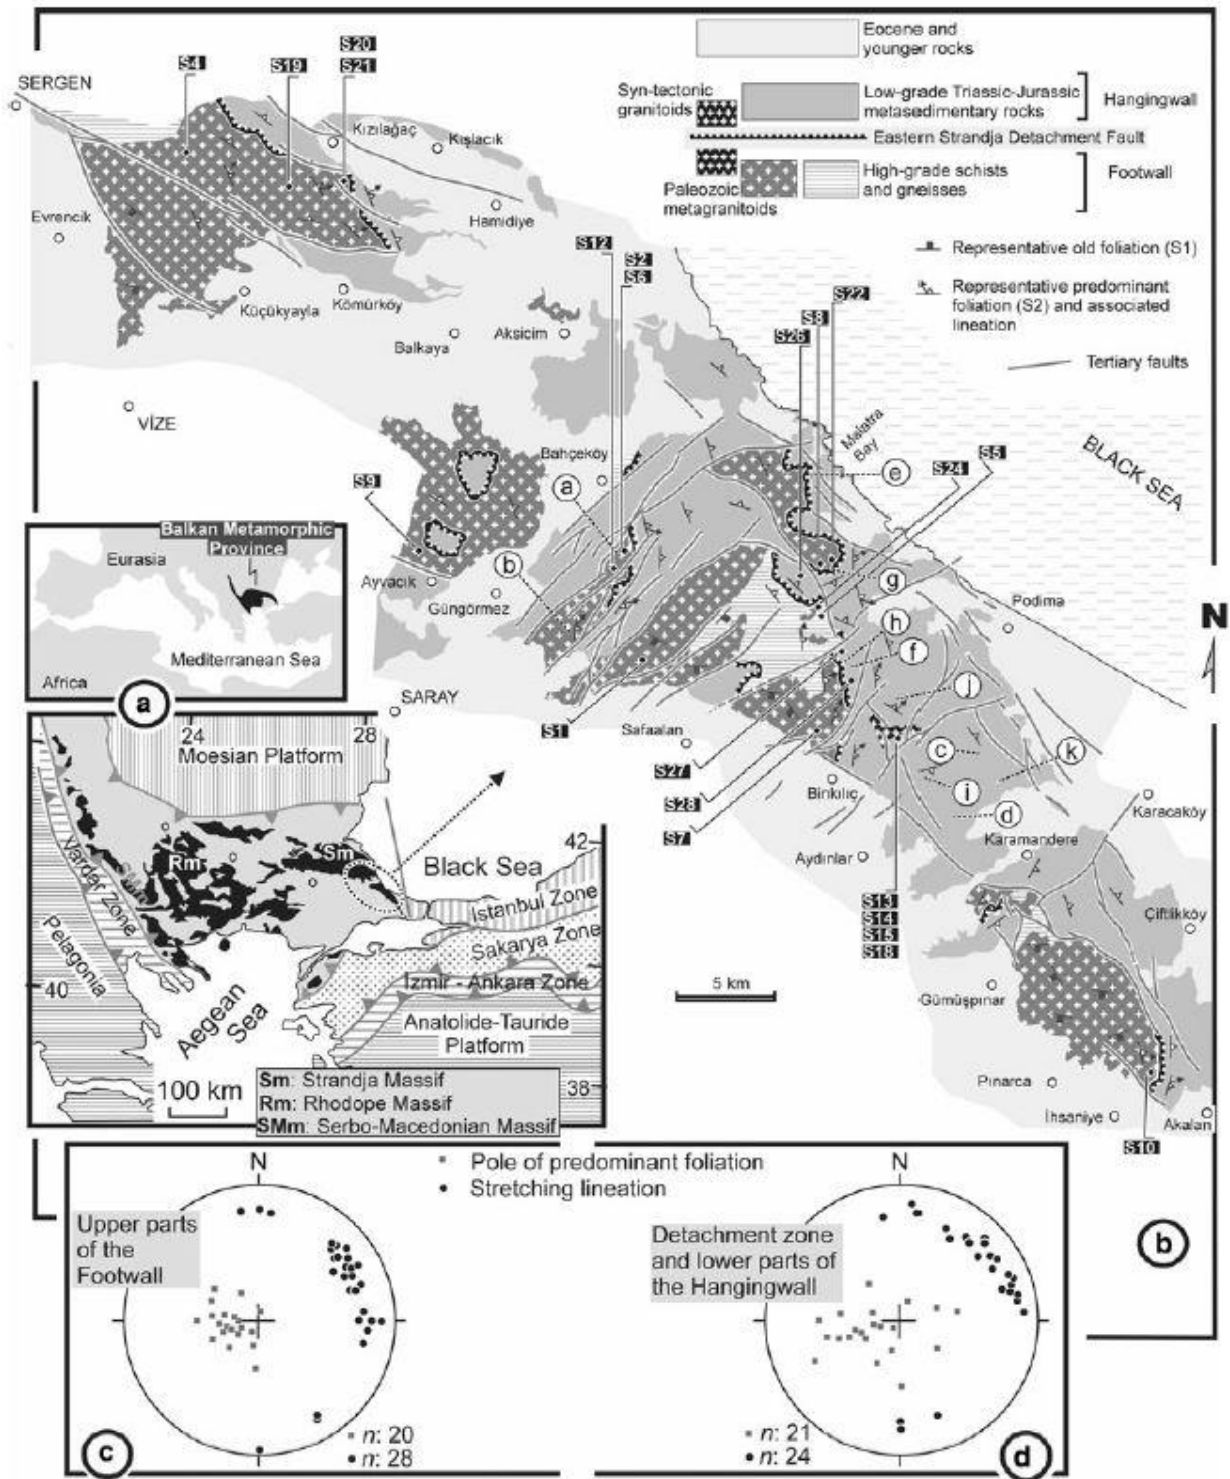 Eocene and
younger rocks
Syn-tectonic
granitoids
Low-grade Triassic-Jurassic
metasedimentary rocks
Hangingwall
Eastern Strandja Detachment Fault
Paleozoic
metagranitoids
High-grade schists
and gneisses
Footwall
Representative old foliation (S1)
Representative predominant
foliation (S2) and associated
lineation
Tertiary faults
S20
S4
S19
S21
SERGEN
Kızılağaç
Kışlacık
Evrencik
Hamidiye
S12
S2
S6
Küçükyayla
Kömürköy
S22
S8
S26
Balkaya
Aksicim
VİZE
Malatra
Bay
BLACK SEA
Bahçeköy
S5
S24
S9
a
e
b
g
Ayvacık
Güngörmez
Podima
N
h
f
j
SARAY
S1
Safaalan
c
k
S27
i
Binkılıç
S28
d
Karacaköy
S7
Karamandere
Aydınlar
S13
S14
S15
S18
Çiftlikköy
5 km
Gümüşpınar
Pınarca
İhsaniye
Akalan
S10
b
Balkan Metamorphic
Province
Eurasia
Mediterranean Sea
Africa
a
24
28
Moesian Platform
42
Vardar Zone
Rm
Sm
Black Sea
Istanbul Zone
Pelagonia
Sakarya Zone
40
İzmir - Ankara Zone
Aegean
Sea
Anatolide-Tauride
Platform
100 km
38
Sm: Strandja Massif
Rm: Rhodope Massif
SMm: Serbo-Macedonian Massif
Pole of predominant foliation
Stretching lineation
N
Upper parts
of the
Footwall
n: 20
n: 28
c
N
Detachment zone
and lower parts of
the Hangingwall
n: 21
n: 24
d